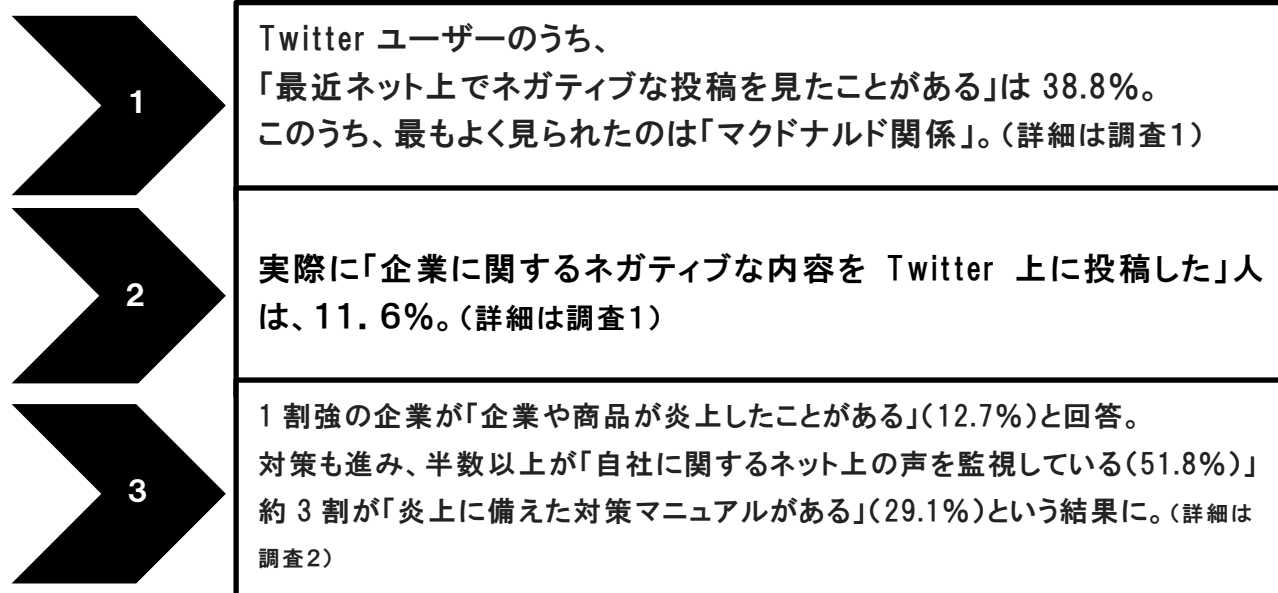 1
Twitter ユーザーのうち、
「最近ネット上でネガティブな投稿を見たことがある」は 38.8%。
このうち、最もよく見られたのは「マクドナルド関係」。（詳細は調査1）
2
実際に「企業に関するネガティブな内容を Twitter 上に投稿した」人
は、11．6%。（詳細は調査1）
3
1 割強の企業が「企業や商品が炎上したことがある」（12.7%）と回答。
対策も進み、半数以上が「自社に関するネット上の声を監視している（51.8%）」
約 3 割が「炎上に備えた対策マニュアルがある」（29.1%）という結果に。（詳細は
調査2）